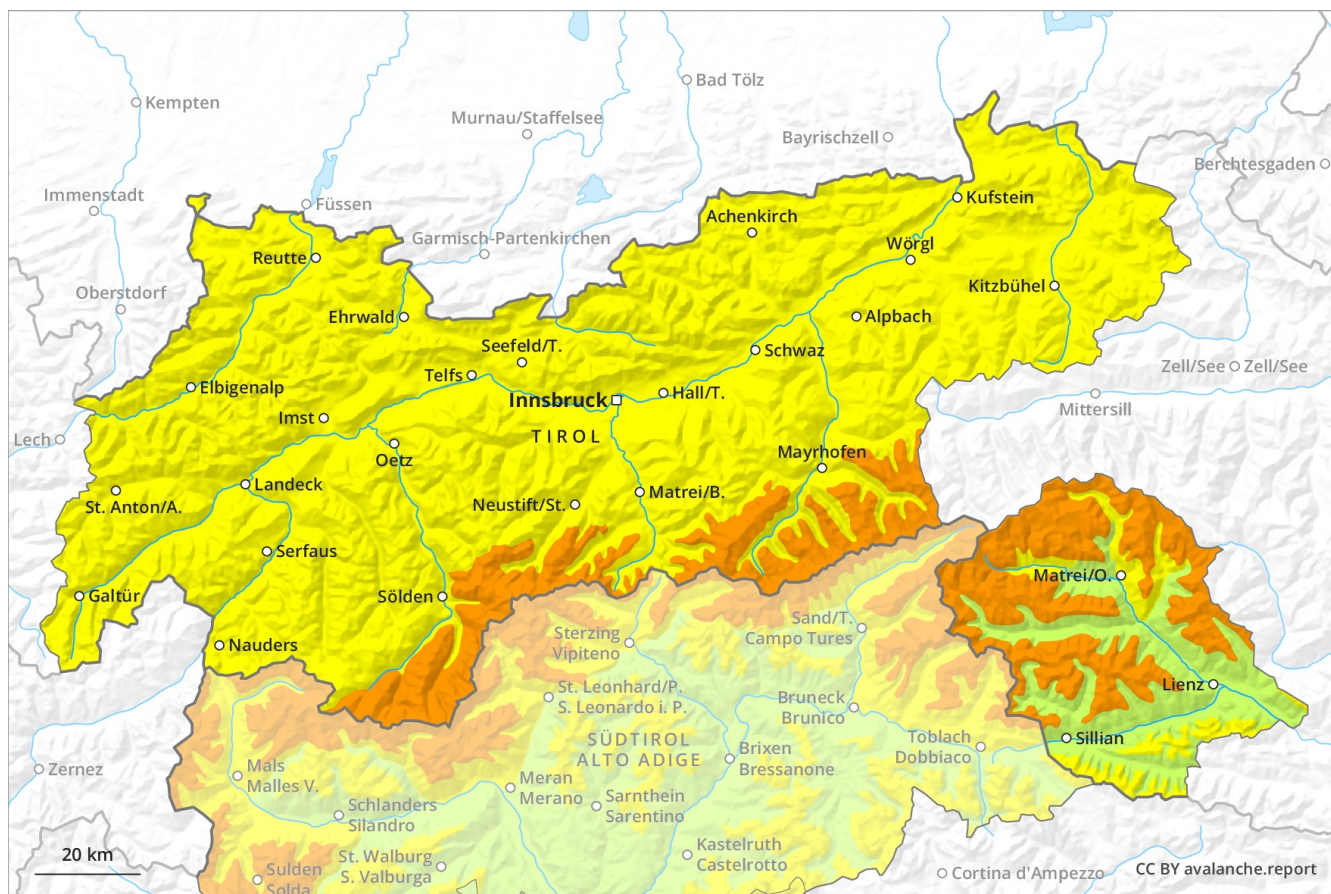 Kempten
Bad Tölz
Murnau/Staffelsee
Bayrischzell
Berchtesgaden
Immenstadt
Füssen
Kufstein
Achenkirch
Garmisch-Partenkirchen
Wörgl
Reutte
Kitzbühel
Oberstdorf
Ehrwald
Alpbach
Seefeld/T.
Schwaz
Zell/See
Zell/See
Telfs
Elbigenalp
Hall/T.
Innsbruck
Mittersill
Imst
TIROL
Lech
Oetz
Mayrhofen
Landeck
St. Anton/A.
Neustift/St.
Matrei/B.
Serfaus
Matrei/O.
Galtür
Sölden
Sand/T.
Campo Tures
Sterzing
Vipiteno
Nauders
St. Leonhard/P.
S. Leonardo i. P.
Bruneck
Brunico
Lienz
SÜDTIROL
ALTO ADIGE
Toblach
Dobbiaco
Sillian
Brixen
Bressanone
Zernez
Mals
Malles V.
Meran
Merano
Sarnthein
Sarentino
Schlanders
Silandro
Kastelruth
Castelrotto
20 km
St. Walburg
S. Valburga
Sulden
Solda
Cortina d'Ampezzo
CC BY avalanche.report